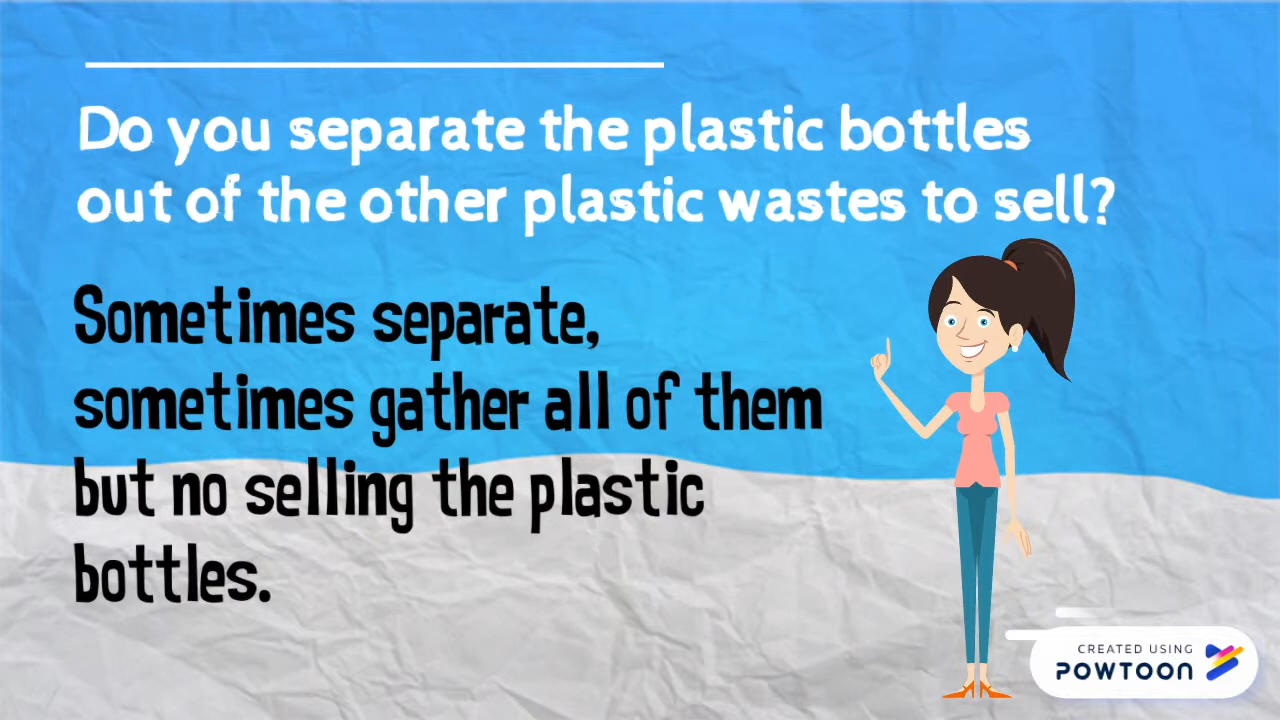 Do you separate the plastic bottles
out of the other plastic wastes to sell?
Sometimes separate,
sometimes gather all of them
but no selling the plastic
bottles.
CREATED USING
POWTOON